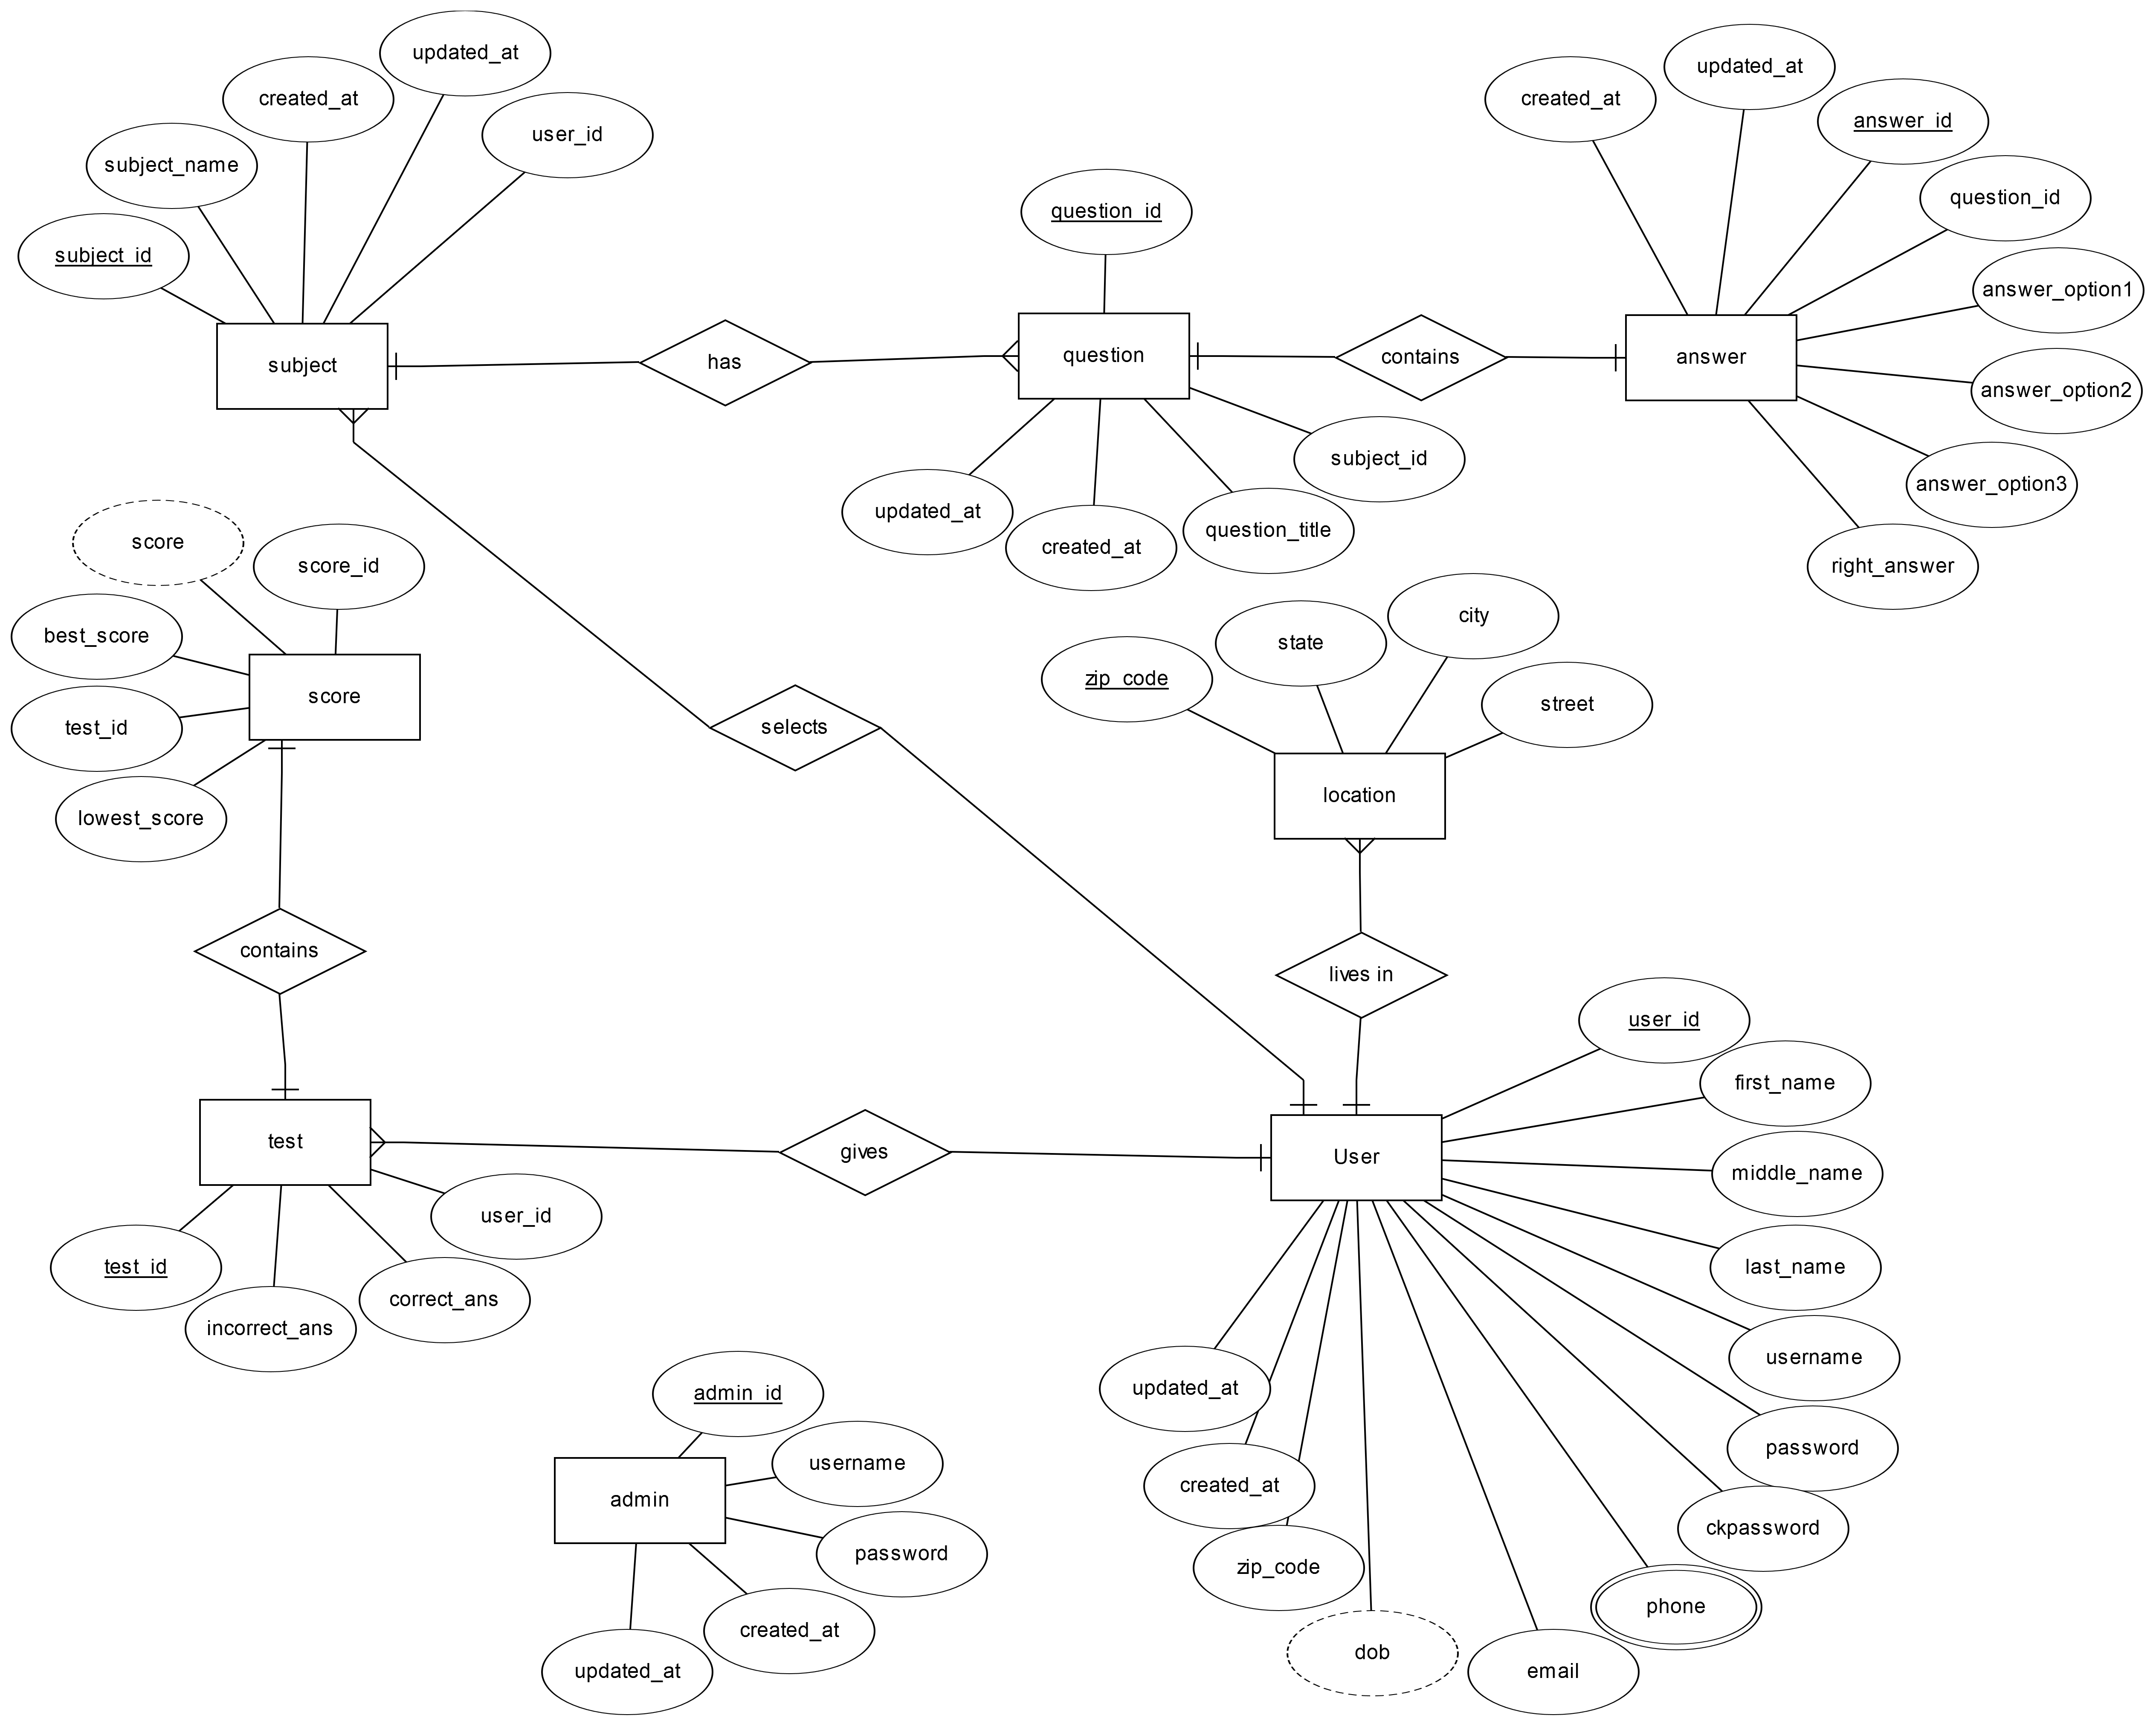 updated_at
created_at
user_id
subject_name
subject_id
subject
has
question_id
question
contains
updated_at
created_at
answer_id
question_id
answer_option1
answer_option2
answer_option3
right_answer
answer
subject_id
question_title
created_at
updated_at
score
score_id
best_score
test_id
lowest_score
score
selects
zip_code
state
city
street
location
contains
lives in
test
gives
User
user_id
first_name
middle_name
last_name
username
password
ckpassword
phone
email
dob
zip_code
created_at
updated_at
user_id
correct_ans
incorrect_ans
test_id
admin_id
username
password
created_at
updated_at
admin